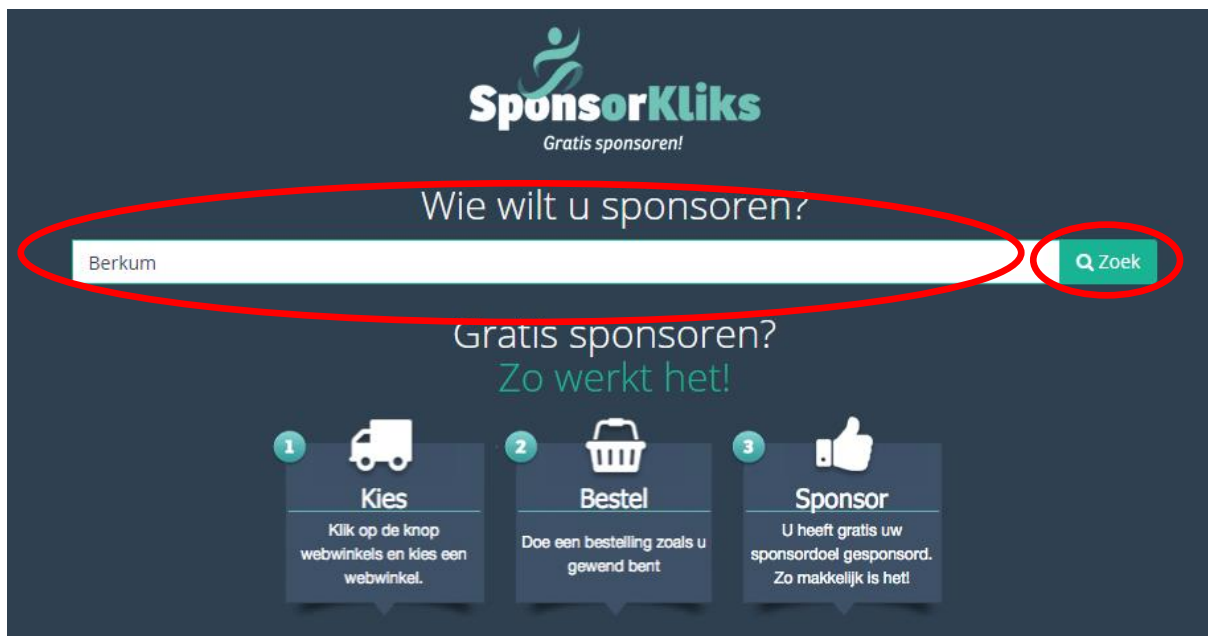 SponsorKliks
Gratis sponsoren!
Wie wilt u sponsoren?
Berkum
Zoek
Gratis sponsoren?
Zo werkt het!
1
Kies
Klik op de knop
webwinkels en kies een
webwinkel.
2
Bestel
Doe een bestelling zoals u
gewend bent
3
Sponsor
U heeft gratis uw
sponsordoel gesponsord.
Zo makkelijk is het!